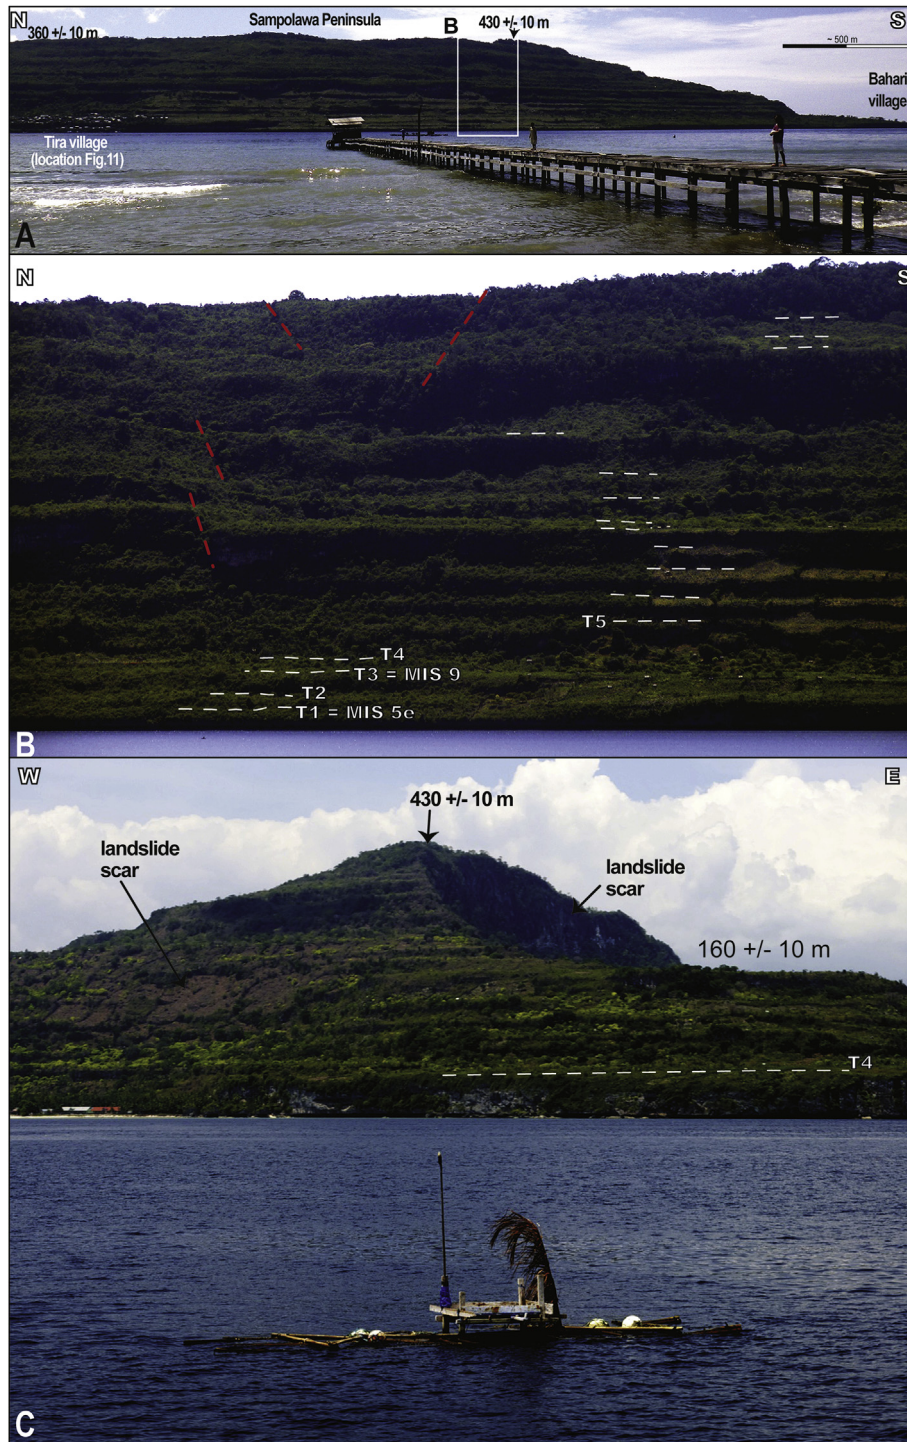 N
Sampolawa Peninsula
B
430 +/- 10 m
S
360 +/- 10 m
~ 500 m
Bahari
village
Tira village
(location Fig.11)
A
N
S
T5
T4
T3 = MIS 9
T2
T1 = MIS 5e
B
W
E
430 +/- 10 m
landslide
scar
landslide
scar
160 +/- 10 m
T4
C